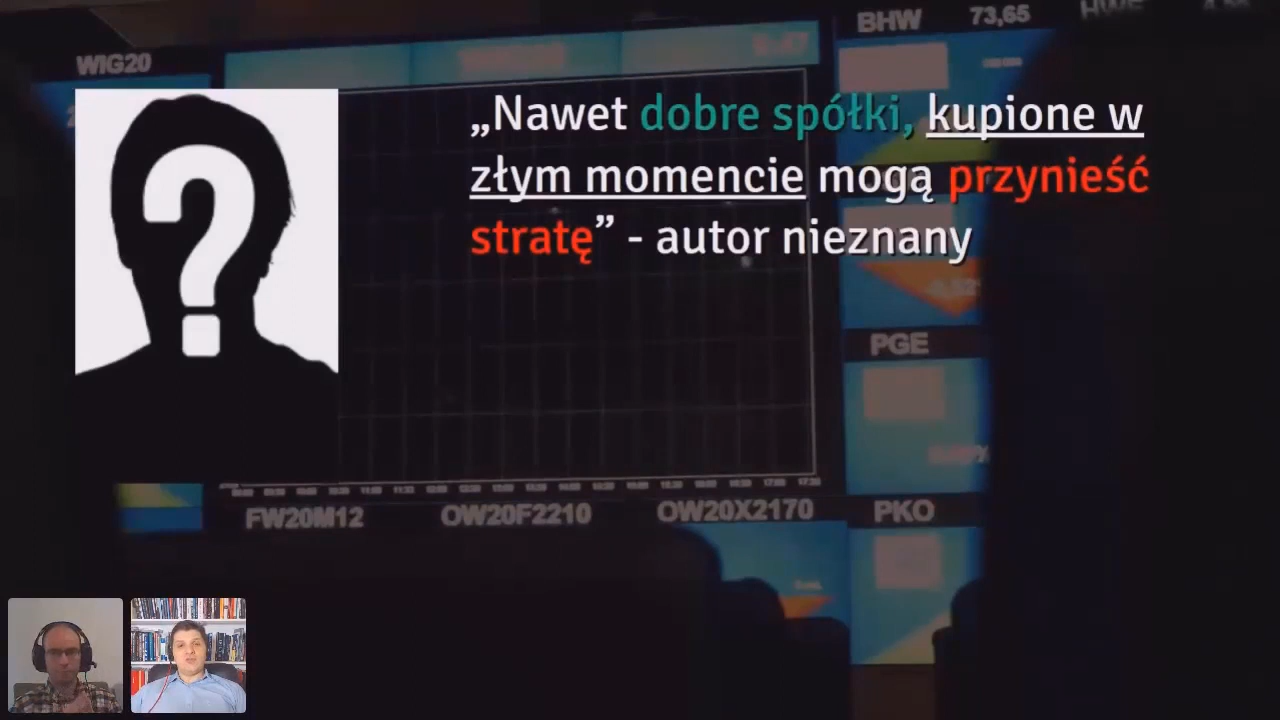 BHW 73,65
WIG20
„Nawet dobre spółki, kupione w
złym momencie mogą przynieść
stratę” - autor nieznany
?
PGE
FW20M12 OW20F2210 OW20X2170 PKO